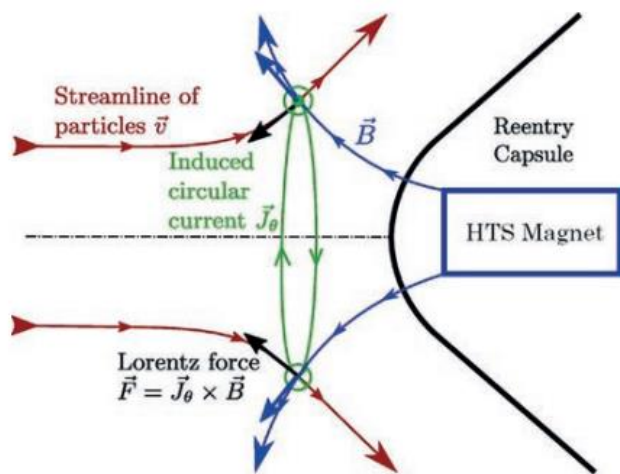 Streamline of
particles v⃗
Induced
circular
current J⃗θ
B⃗
Reentry
Capsule
HTS Magnet
Lorentz force
F⃗ = J⃗θ × B⃗